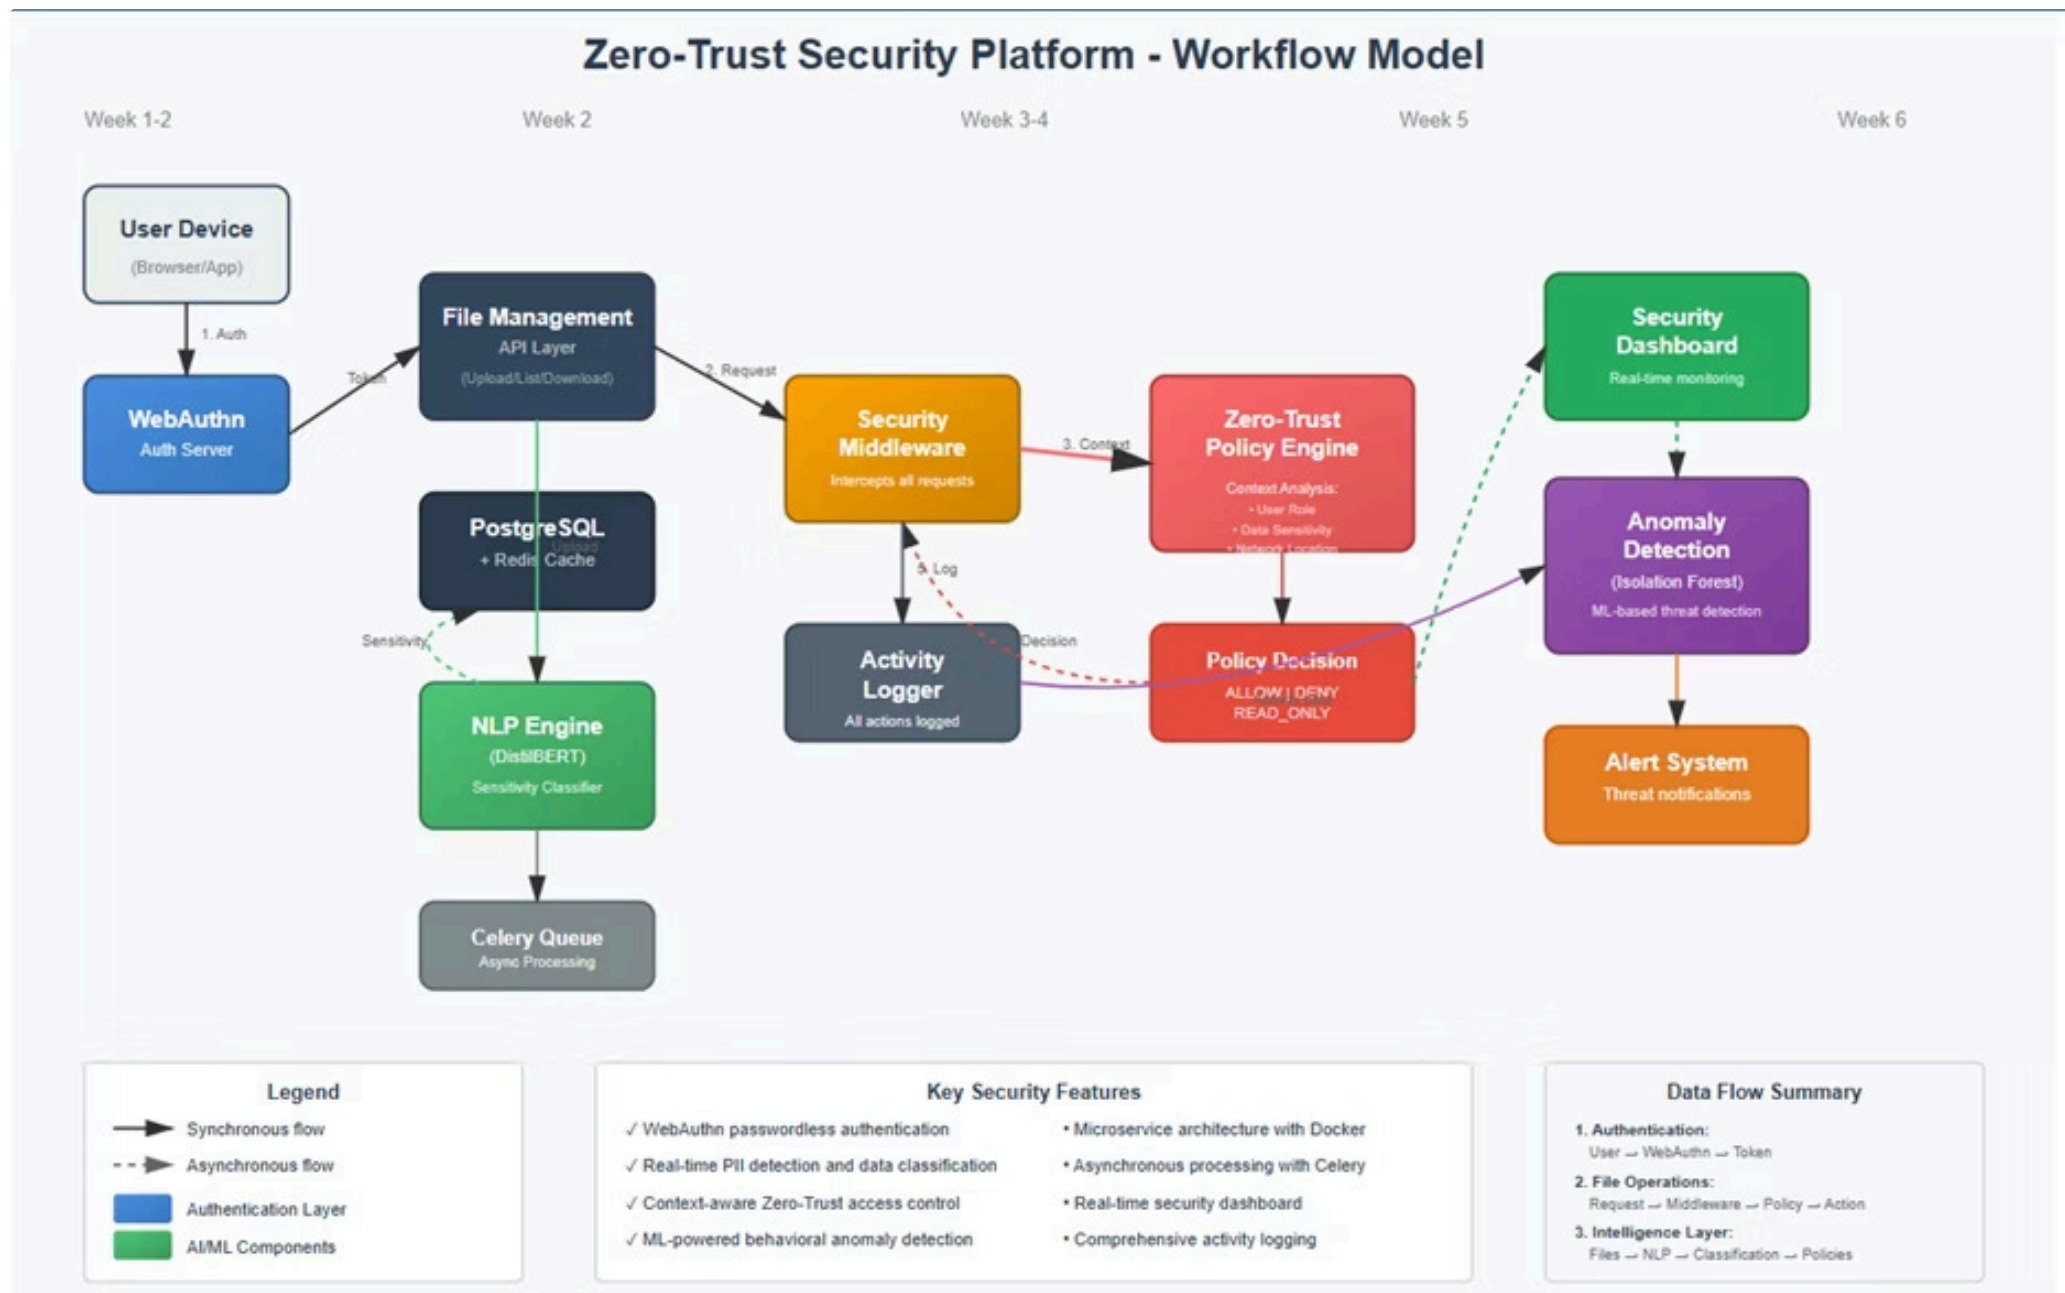 Zero-Trust Security Platform - Workflow Model
Week 1-2
Week 2
Week 3-4
Week 5
Week 6
User Device
(Browser/App)
1. Auth
WebAuthn
Auth Server
Token
File Management
API Layer
(Upload/List/Download)
2. Request
PostgreSQL
Upload
+ Redis Cache
Sensitivity
NLP Engine
(DistilBERT)
Sensitivity Classifier
Celery Queue
Async Processing
Security
Middleware
Intercepts all requests
3. Context
5. Log
Activity
Logger
All actions logged
Decision
Zero-Trust
Policy Engine
Context Analysis:
• User Role
• Data Sensitivity
• Network Location
Policy Decision
ALLOW | DENY
READ_ONLY
Security
Dashboard
Real-time monitoring
Anomaly
Detection
(Isolation Forest)
ML-based threat detection
Alert System
Threat notifications
Legend
Synchronous flow
Asynchronous flow
Authentication Layer
AI/ML Components
Key Security Features
✓ WebAuthn passwordless authentication
✓ Real-time PII detection and data classification
✓ Context-aware Zero-Trust access control
✓ ML-powered behavioral anomaly detection
• Microservice architecture with Docker
• Asynchronous processing with Celery
• Real-time security dashboard
• Comprehensive activity logging
Data Flow Summary
1. Authentication:
User → WebAuthn → Token
2. File Operations:
Request → Middleware → Policy → Action
3. Intelligence Layer:
Files → NLP → Classification → Policies